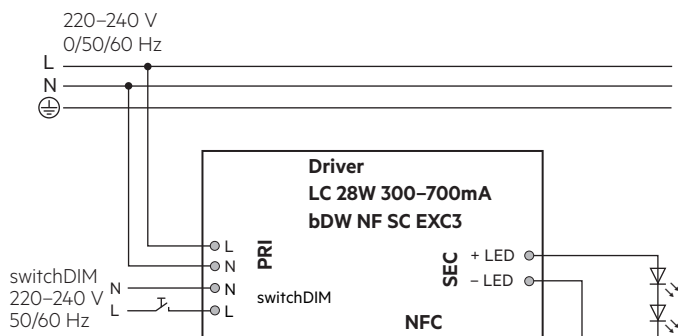 220–240 V
0/50/60 Hz
L
N
Driver
LC 28W 300–700mA
bDW NF SC EXC3
L
N
PRI
N
L
switchDIM
SEC
+ LED
– LED
NFC
switchDIM
220–240 V
50/60 Hz
N
L